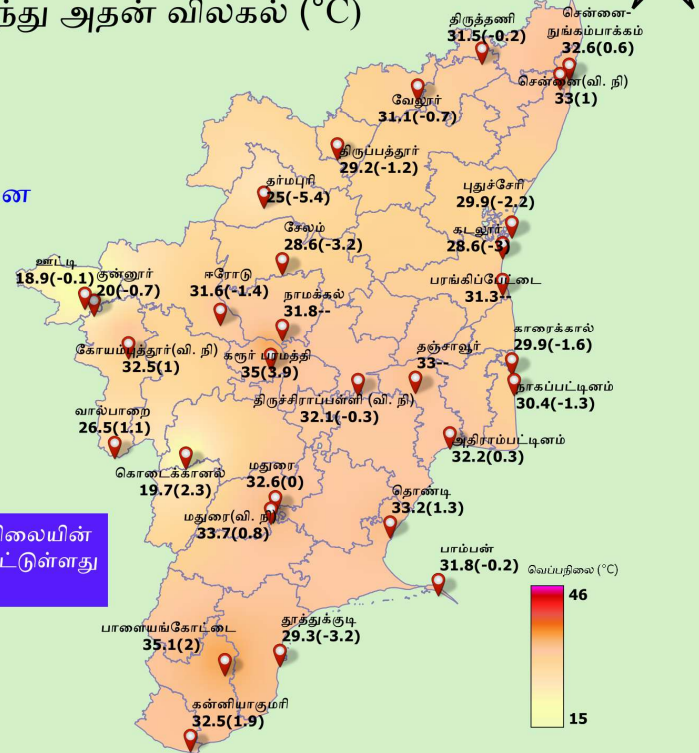 ந்து அதன் விலகல் (°C)
திருத்தணி
31.5(-0.2)
சென்னை-
நுங்கம்பாக்கம்
32.6(0.6)
சென்னை(வி. நி)
33(1)
வேலூர்
31.1(-0.7)
திருப்பத்தூர்
29.2(-1.2)
தர்மபுரி
25(-5.4)
ன
புதுச்சேரி
29.9(-2.2)
கடலூர்
28.6(-3)
சேலம்
28.6(-3.2)
ஊட்டி
18.9(-0.1)
குன்னூர்
20(-0.7)
ஈரோடு
31.6(-1.4)
நாமக்கல்
31.8--
பரங்கிப்பேட்டை
31.3--
காரைக்கால்
29.9(-1.6)
கோயம்புத்தூர்(வி. நி)
32.5(1)
கரூர் பரமத்தி
35(3.9)
தஞ்சாவூர்
33--
நாகப்பட்டினம்
30.4(-1.3)
திருச்சிராப்பள்ளி (வி. நி)
32.1(-0.3)
வால்பாறை
26.5(1.1)
அதிராம்பட்டினம்
32.2(0.3)
கொடைக்கானல்
19.7(2.3)
மதுரை
32.6(0)
மதுரை(வி. நி)
33.7(0.8)
தொண்டி
33.2(1.3)
நிலையின்
ட்டுள்ளது
பாம்பன்
31.8(-0.2)
வெப்பநிலை (°C)
46
15
பாளையங்கோட்டை
35.1(2)
தூத்துக்குடி
29.3(-3.2)
கன்னியாகுமரி
32.5(1.9)